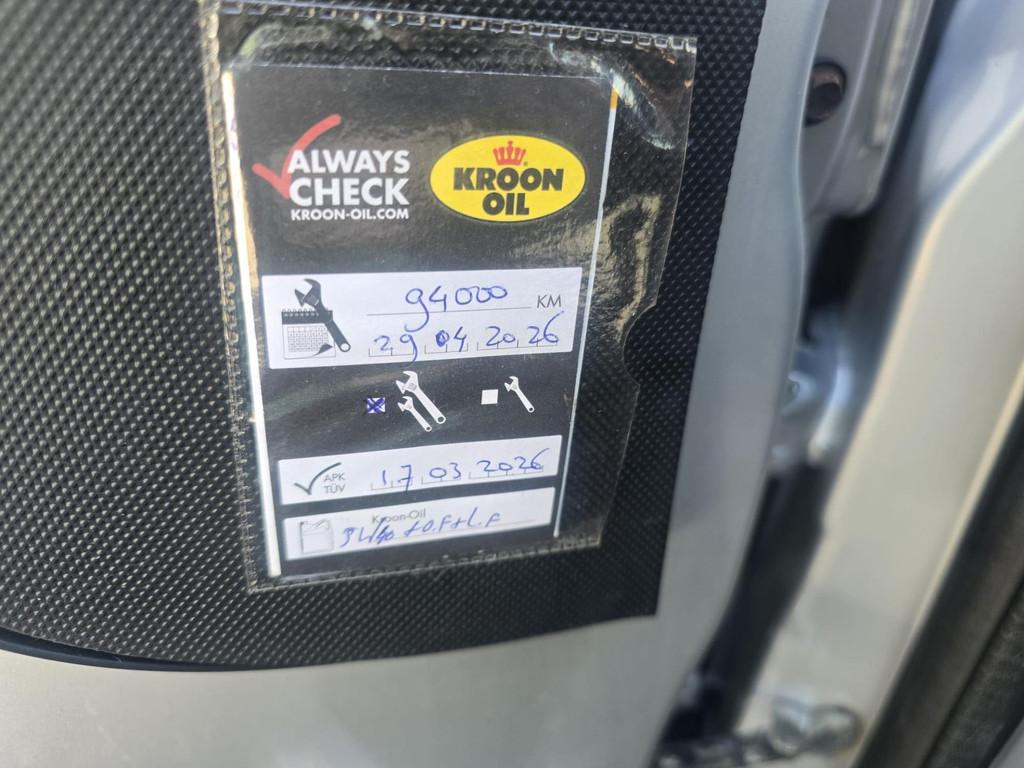 ALWAYS
CHECK
KROON-OIL.COM
KROON
OIL
94000 KM
29 04 2026
APK
TÜV
17 03 2026
Kroon-Oil
+ O.F + L.F